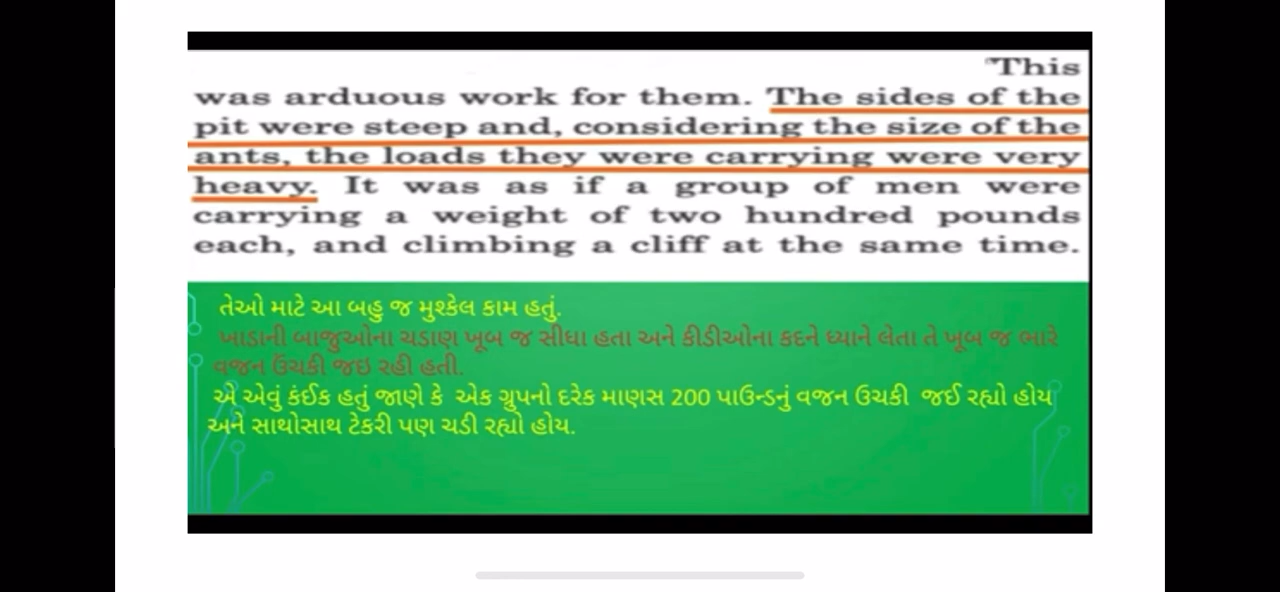 "This
was arduous work for them. The sides of the
pit were steep and, considering the size of the
ants, the loads they were carrying were very
heavy. It was as if a group of men were
carrying a weight of two hundred pounds
each, and climbing a cliff at the same time.
તેઓ માટે આ બહુ જ મુશ્કેલ કામ હતું.
ખાડાની બાજુઓના ચડાણ ખૂબ જ સીધા હતા અને કીડીઓના કદને ધ્યાને લેતા તે ખૂબ જ ભારે
વજન ઉંચકી જઇ રહી હતી.
એ એવું કંઈક હતું જાણે કે એક ગ્રુપનો દરેક માણસ 200 પાઉન્ડનું વજન ઉચકી જઈ રહ્યો હોય
અને સાથોસાથ ટેકરી પણ ચડી રહ્યો હોય.